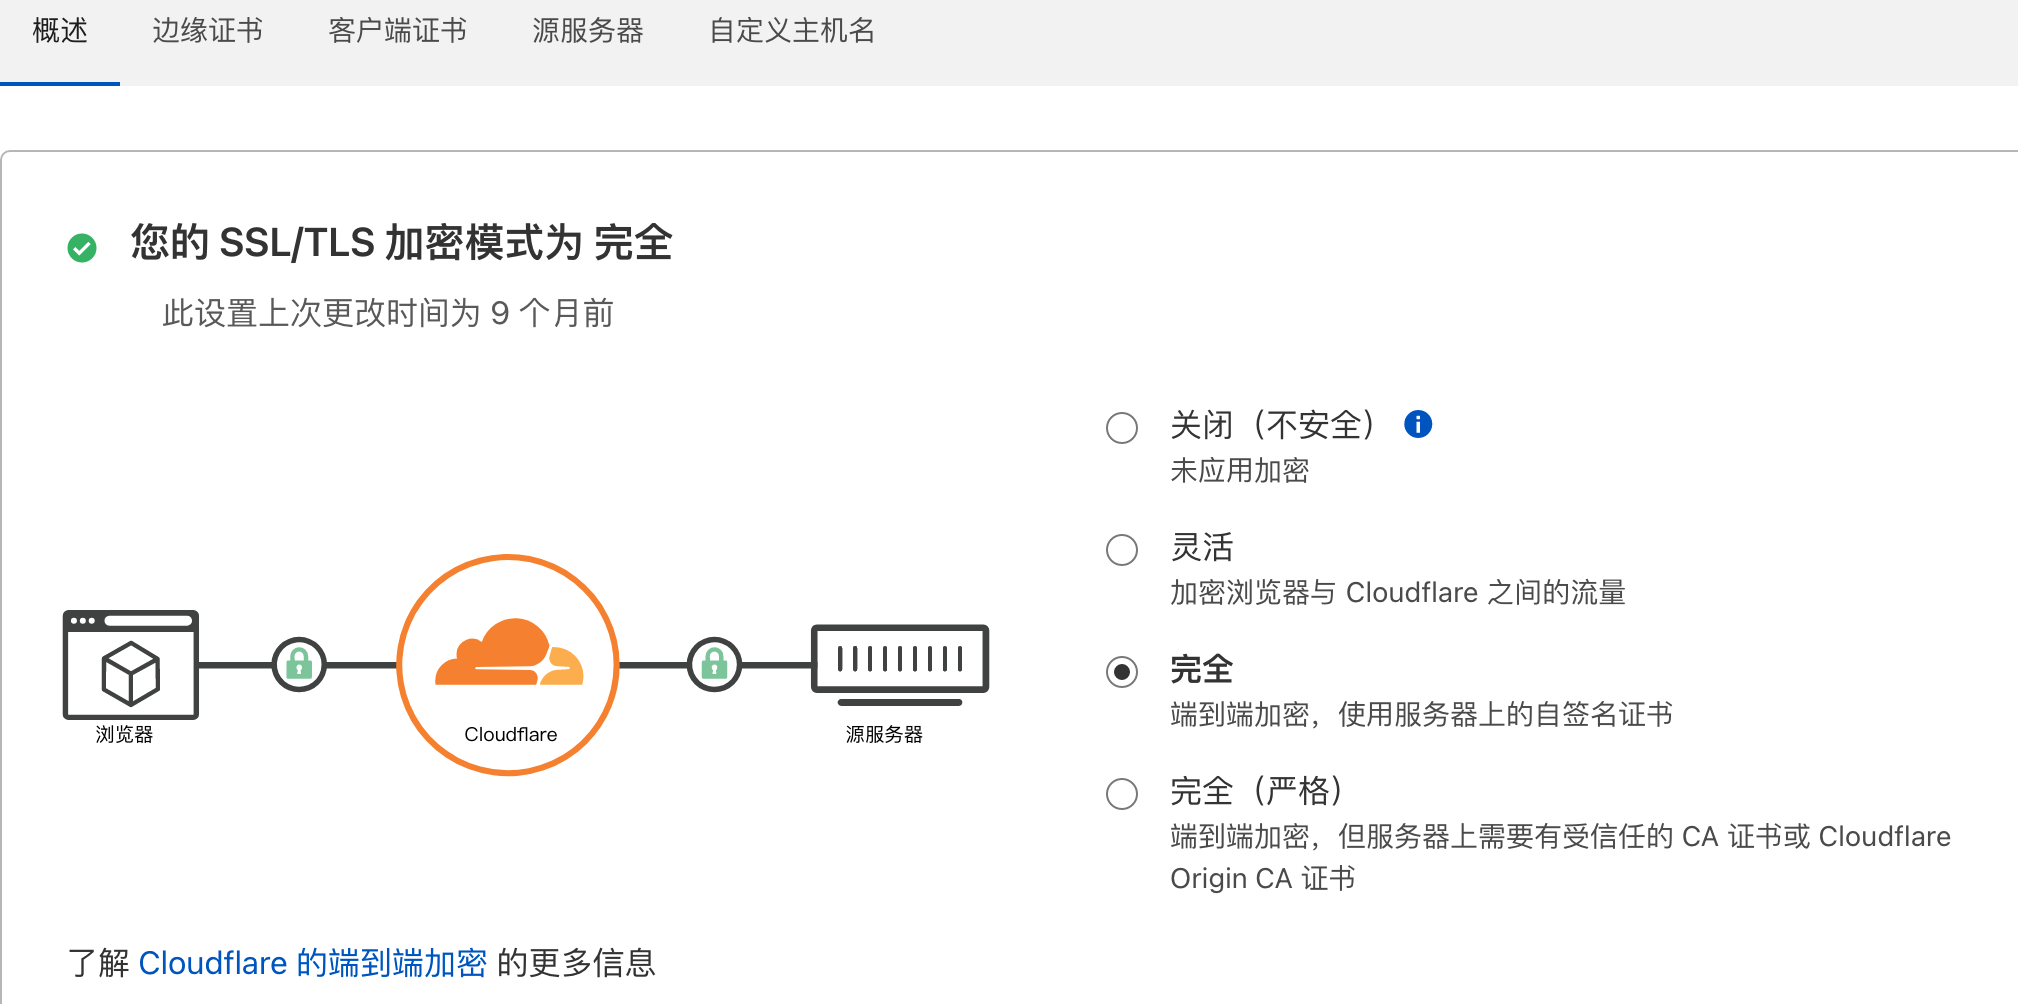 概述 边缘证书 客户端证书 源服务器 自定义主机名
您的 SSL/TLS 加密模式为 完全
此设置上次更改时间为 9 个月前
浏览器
Cloudflare
源服务器
关闭（不安全）
未应用加密
灵活
加密浏览器与 Cloudflare 之间的流量
完全
端到端加密，使用服务器上的自签名证书
完全（严格）
端到端加密，但服务器上需要有受信任的 CA 证书或 Cloudflare
Origin CA 证书
了解 Cloudflare 的端到端加密 的更多信息